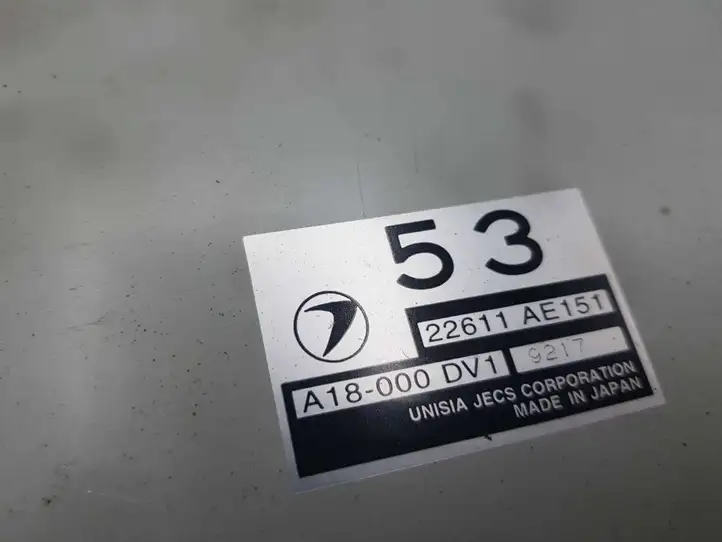 53
22611 AE151
A18-000 DV1 9217
UNISIA JECS CORPORATION
MADE IN JAPAN